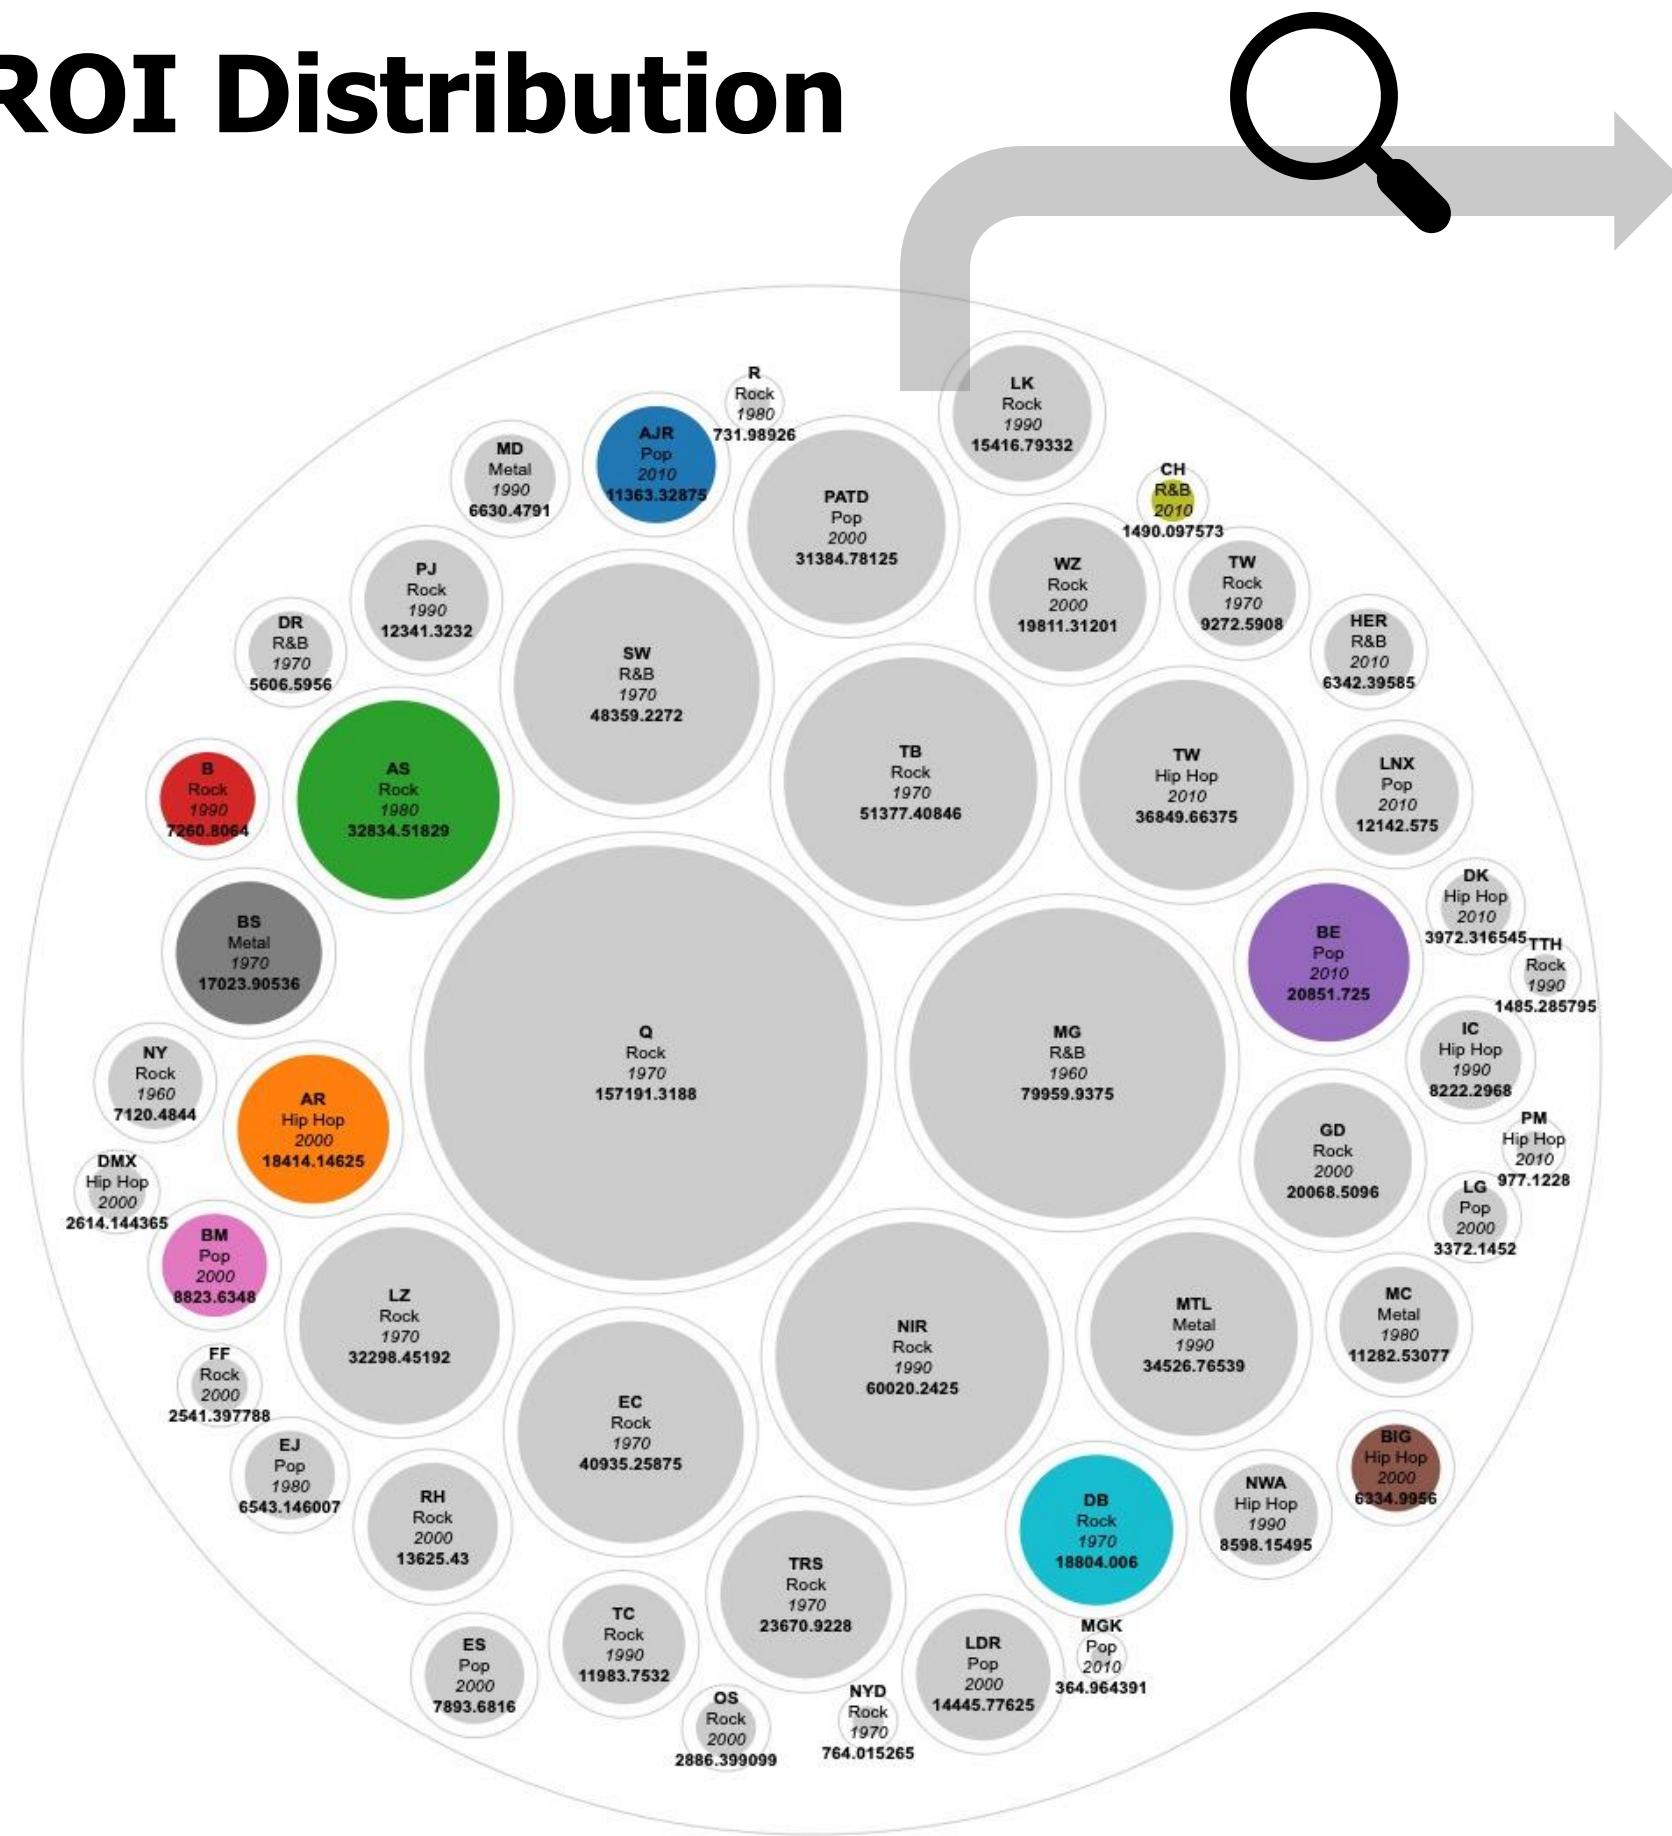 ROI Distribution
R
Rock
1980
731.98926
LK
Rock
1990
15416.79332
AJR
Pop
2010
11363.32875
MD
Metal
1990
6630.4791
CH
R&B
2010
1490.097573
PATD
Pop
2000
31384.78125
WZ
Rock
2000
19811.31201
TW
Rock
1970
9272.5908
PJ
Rock
1990
12341.3232
DR
R&B
1970
5606.5956
HER
R&B
2010
6342.39585
SW
R&B
1970
48359.2272
TB
Rock
1970
51377.40846
TW
Hip Hop
2010
36849.66375
LNX
Pop
2010
12142.575
B
Rock
1990
7260.8064
AS
Rock
1980
32834.51829
DK
Hip Hop
2010
3972.316545
BS
Metal
1970
17023.90536
BE
Pop
2010
20851.725
TTH
Rock
1990
1485.285795
Q
Rock
1970
157191.3188
MG
R&B
1960
79959.9375
IC
Hip Hop
1990
8222.2968
NY
Rock
1960
7120.4844
AR
Hip Hop
2000
18414.14625
GD
Rock
2000
20068.5096
PM
Hip Hop
2010
977.1228
DMX
Hip Hop
2000
2614.144365
LG
Pop
2000
3372.1452
BM
Pop
2000
8823.6348
LZ
Rock
1970
32298.45192
NIR
Rock
1990
60020.2425
MTL
Metal
1990
34526.76539
MC
Metal
1980
11282.53077
FF
Rock
2000
2541.397788
EC
Rock
1970
40935.25875
BIG
Hip Hop
2000
6334.9956
EJ
Pop
1980
6543.146007
RH
Rock
2000
13625.43
DB
Rock
1970
18804.006
NWA
Hip Hop
1990
8598.15495
TRS
Rock
1970
23670.9228
TC
Rock
1990
11983.7532
ES
Pop
2000
7893.6816
LDR
Pop
2000
14445.77625
MGK
Pop
2010
364.964391
OS
Rock
2000
2886.399099
NYD
Rock
1970
764.015265